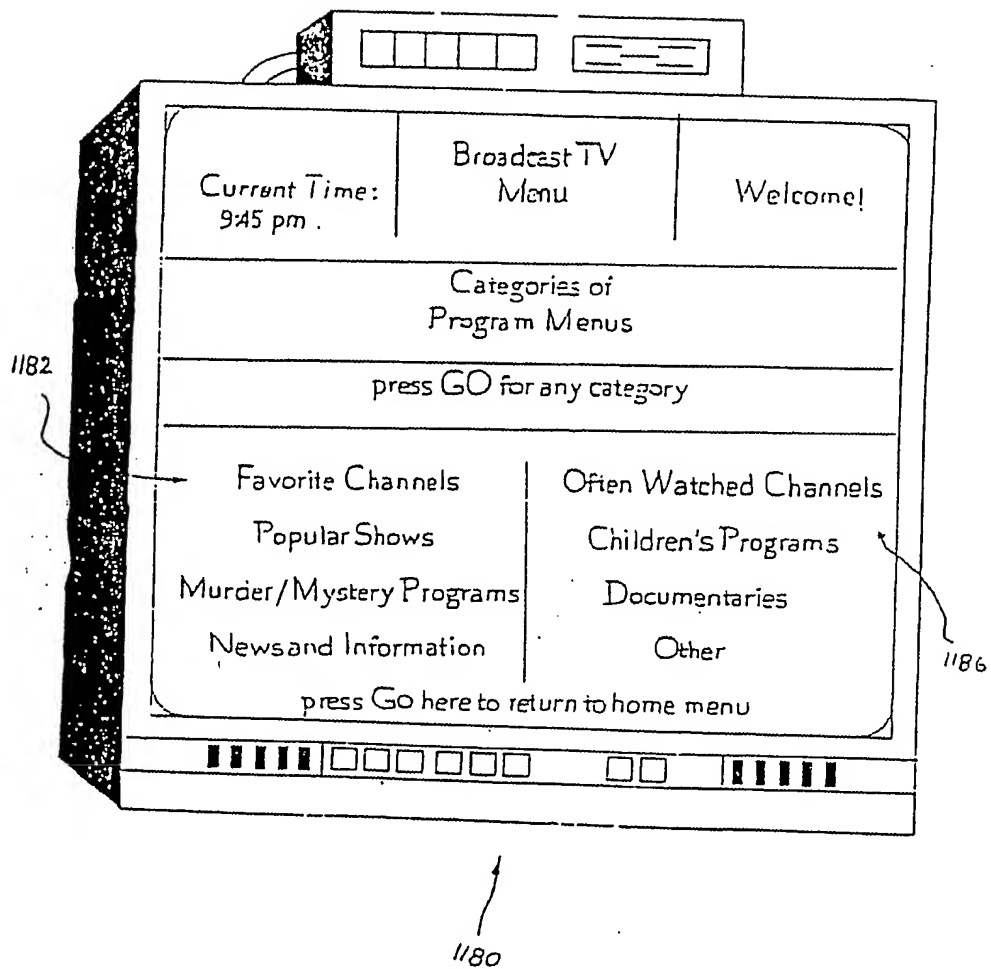 Broadcast TV
Menu
Current Time:
9:45 pm.
Welcome!
Categories of
Program Menus
press GO for any category
1182
Favorite Channels
Often Watched Channels
Popular Shows
Children's Programs
Murder/Mystery Programs
Documentaries
News and Information
Other
1186
press Go here to return to home menu
1180